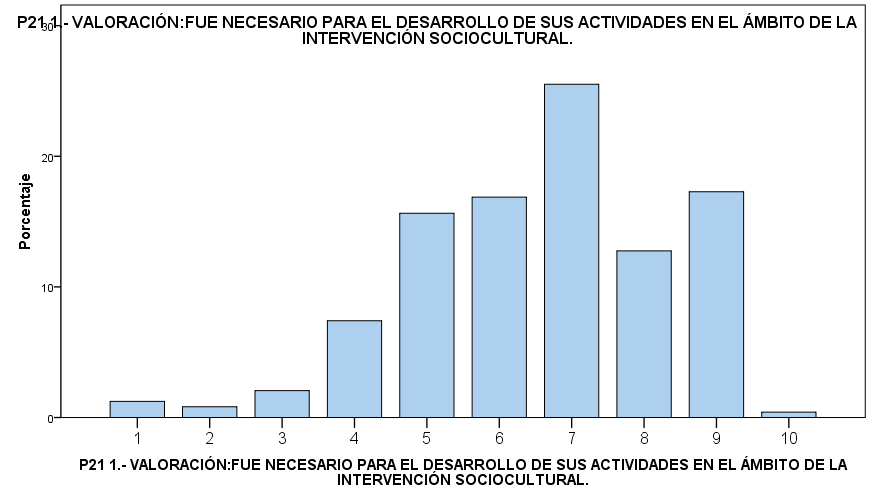 P21 1.- VALORACIÓN:FUE NECESARIO PARA EL DESARROLLO DE SUS ACTIVIDADES EN EL ÁMBITO DE LA
INTERVENCIÓN SOCIOCULTURAL.
30
20
10
0
Porcentaje
1 2 3 4 5 6 7 8 9 10
P21 1.- VALORACIÓN:FUE NECESARIO PARA EL DESARROLLO DE SUS ACTIVIDADES EN EL ÁMBITO DE LA
INTERVENCIÓN SOCIOCULTURAL.